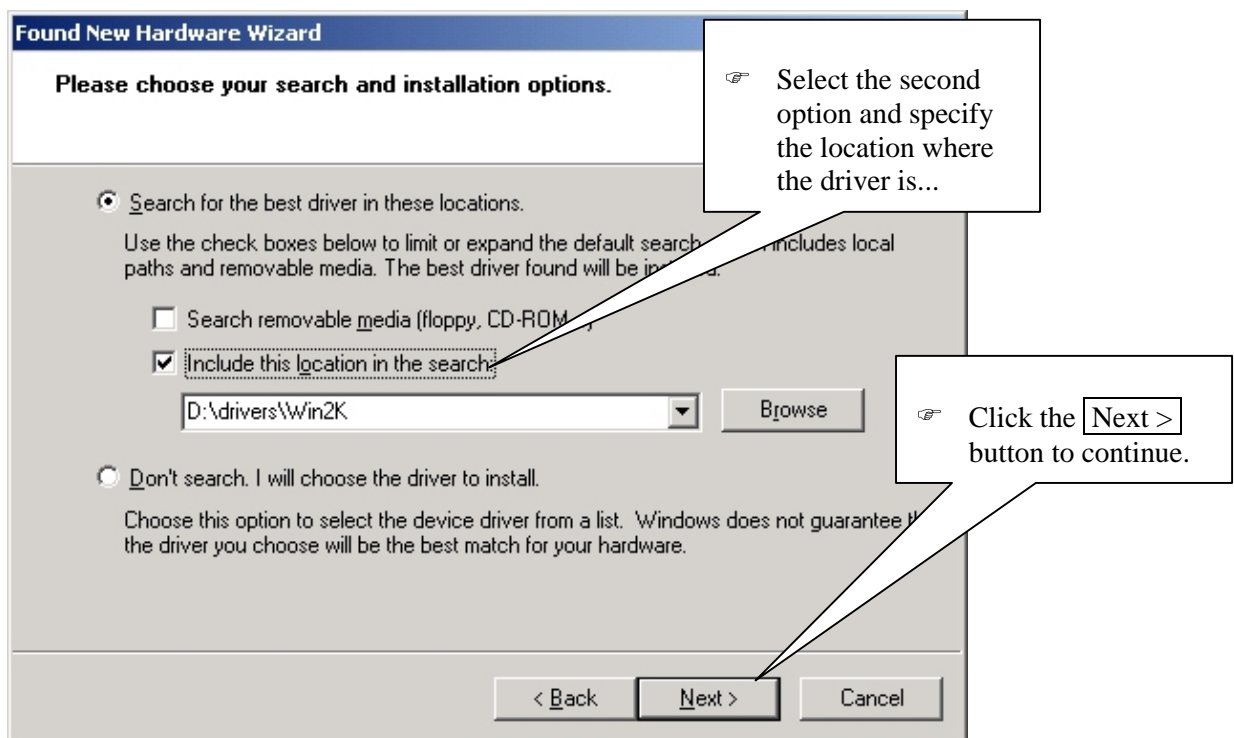 Found New Hardware Wizard
Please choose your search and installation options.
Select the second
option and specify
the location where
the driver is...
Search for the best driver in these locations.
Use the check boxes below to limit or expand the default search includes local
paths and removable media. The best driver found will be
Search removable media (floppy, CD-ROM
Include this location in the search:
D:\drivers\Win2K
Browse
Click the Next >
button to continue.
Don't search. I will choose the driver to install.
Choose this option to select the device driver from a list. Windows does not guarantee
the driver you choose will be the best match for your hardware.
< Back
Next >
Cancel